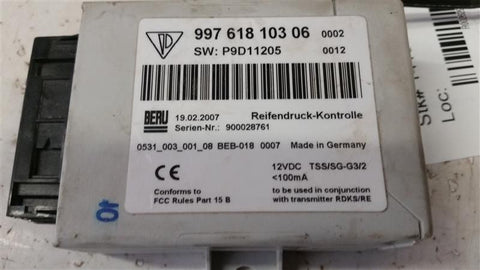 997 618 103 06 0002
SW: P9D11205 0012
BERU 19.02.2007 Reifendruck-Kontrolle
Serien-Nr.: 900028761
0531_003_001_08 BEB-018 0007 Made in Germany
CE 12VDC TSS/SG-G3/2
<100mA
Conforms to to be used in conjunction
FCC Rules Part 15 B with transmitter RDKS/RE
Stk#
Loc: